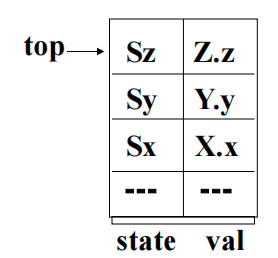 top Sz Z.z
Sy Y.y
Sx X.x
--- ---
state val